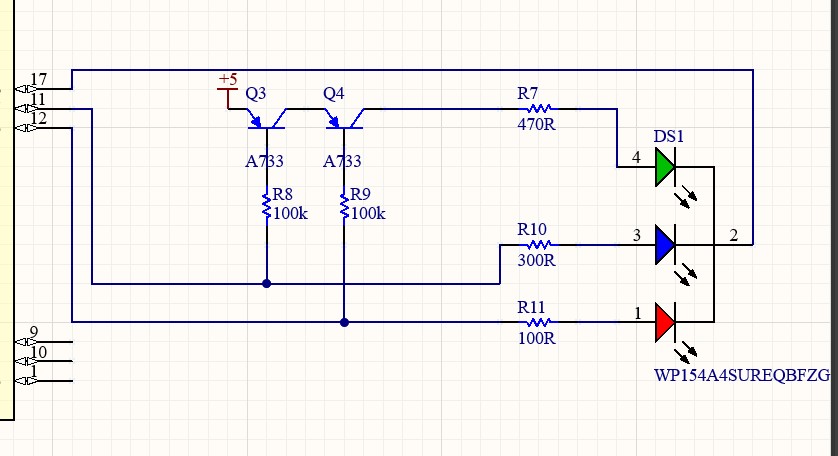 17
11
12
+5
Q3
Q4
A733
A733
R8
100k
R9
100k
R7
470R
DS1
4
R10
300R
3
2
R11
100R
1
WP154A4SUREQBFZG
9
10
1